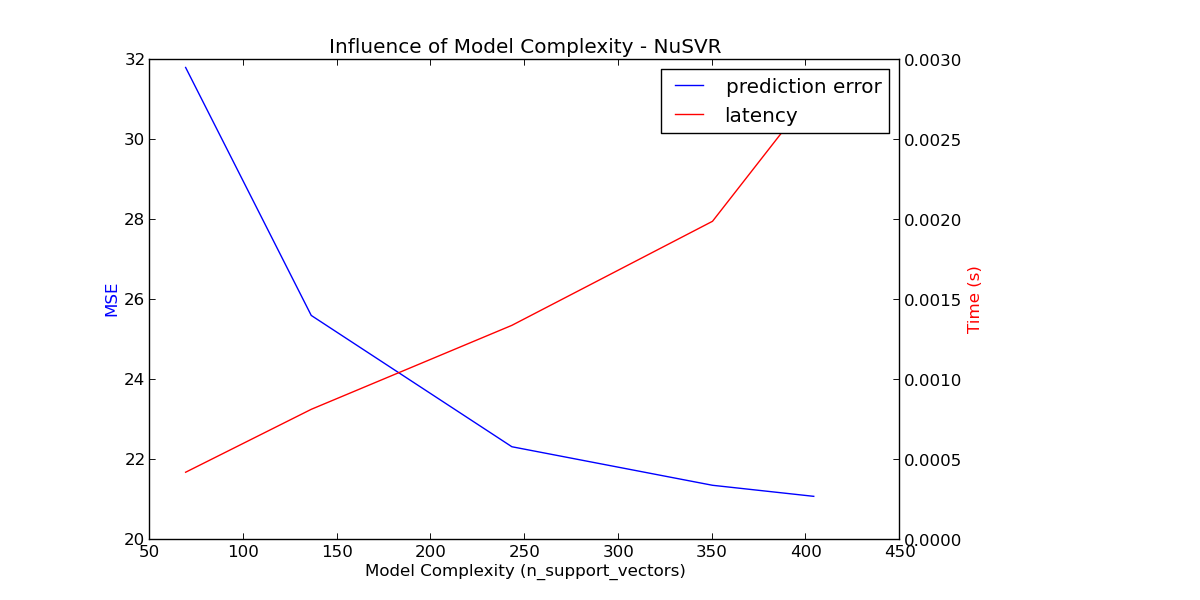 Influence of Model Complexity - NuSVR
prediction error
latency
32
30
28
26
24
22
20
MSE
0.0030
0.0025
0.0020
0.0015
0.0010
0.0005
0.0000
Time (s)
50 100 150 200 250 300 350 400 450
Model Complexity (n_support_vectors)